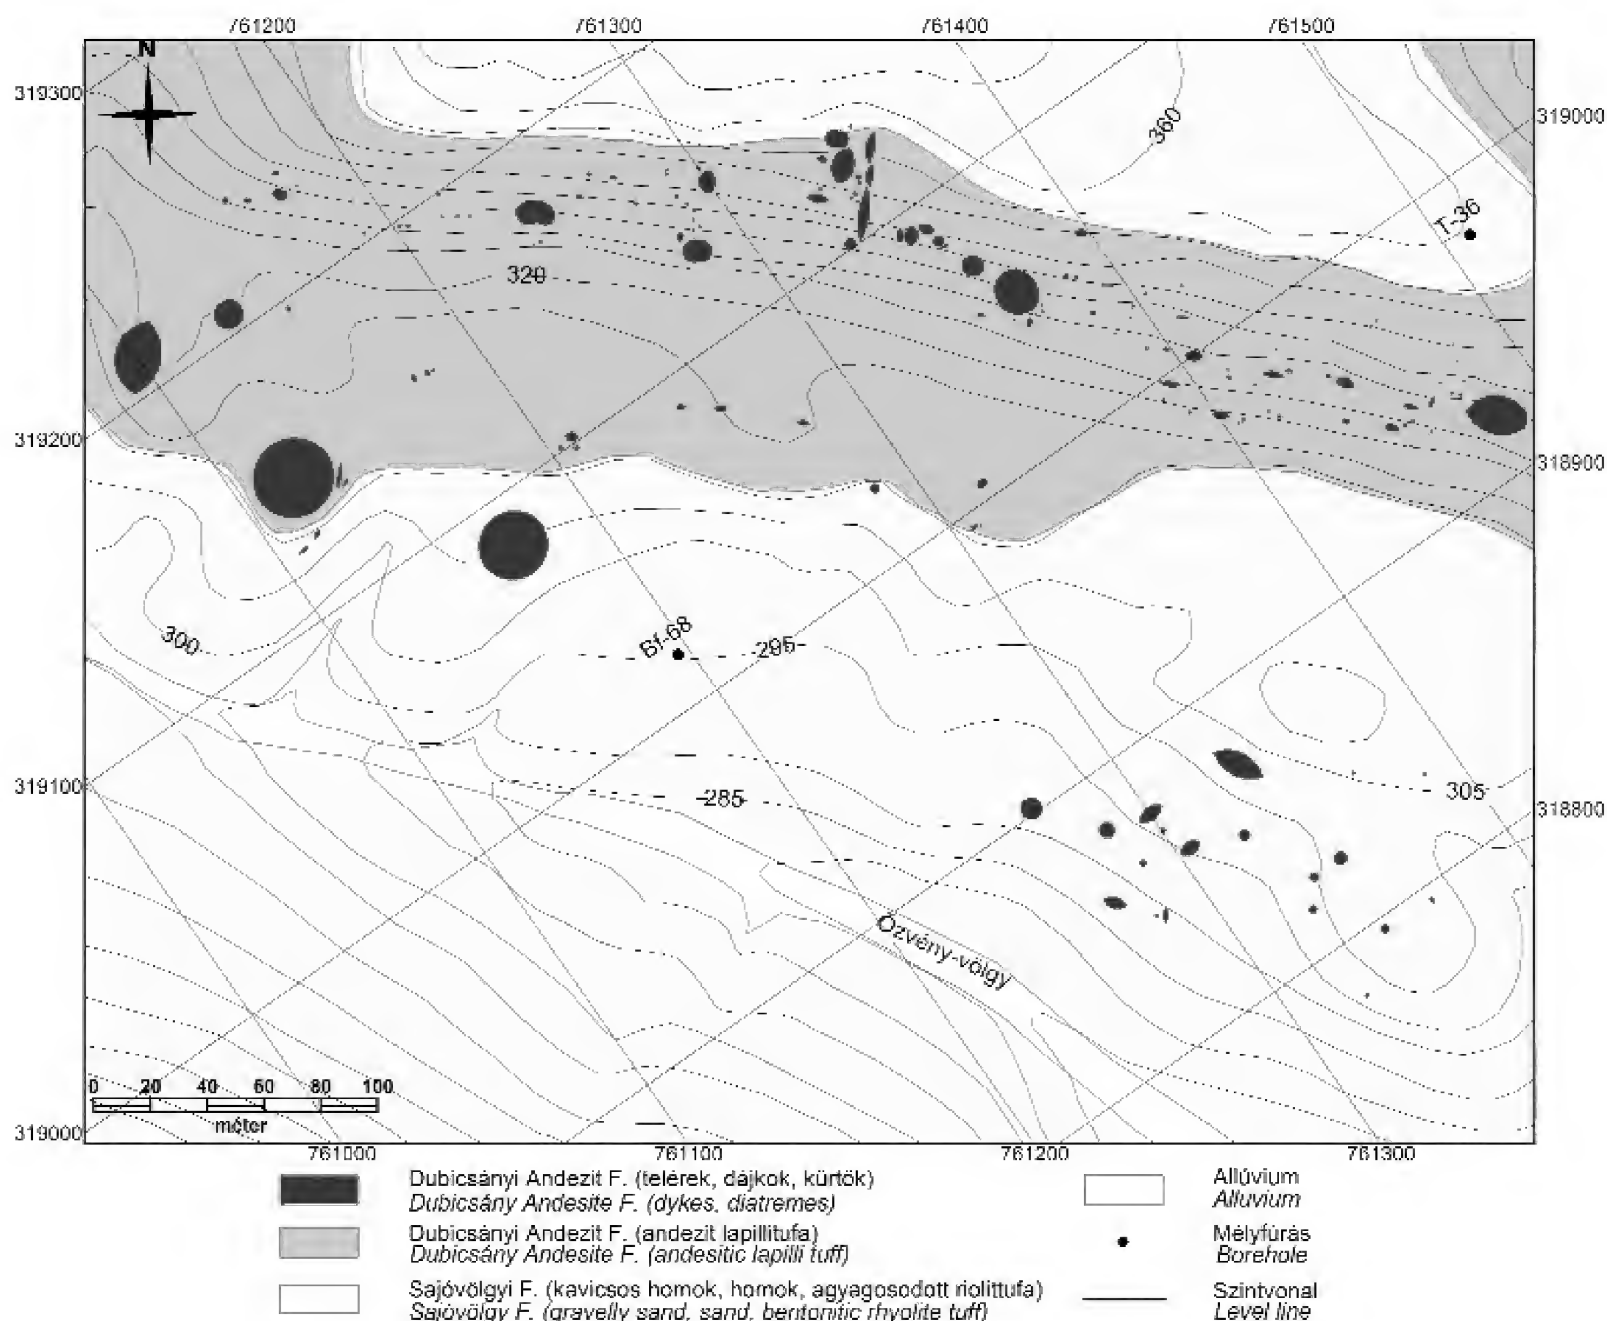 761200 761300 761400 761500
N
319300
319000
360
T-36
320
319200
318900
300
Bf-68
295
319100
285
305
318800
Özvény-völgy
0 20 40 60 80 100
méter
319000
761000 761100 761200 761300
Dubicsányi Andezit F. (telérek, dájkok, kürtők)
Dubicsány Andesite F. (dykes, diatremes)
Dubicsányi Andezit F. (andezit lapillitufa)
Dubicsány Andesite F. (andesitic lapilli tuff)
Sajóvölgyi F. (kavicsos homok, homok, agyagosodott riolittufa)
Sajóvölgy F. (gravelly sand, sand, bentonitic rhyolite tuff)
Allúvium
Alluvium
Mélyfúrás
Borehole
Szintvonal
Level line